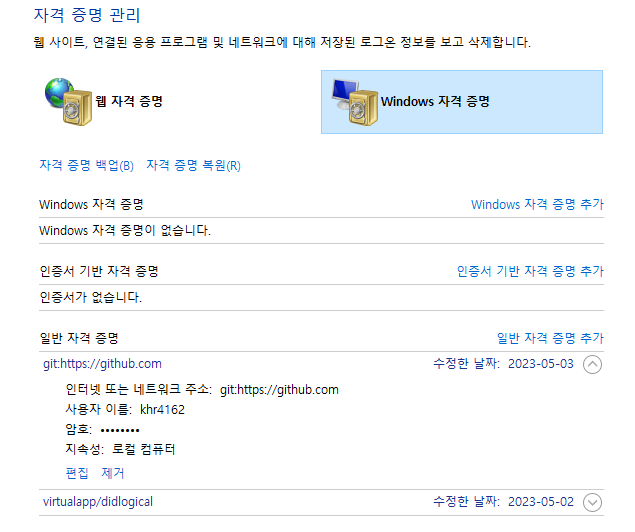 자격 증명 관리
웹 사이트, 연결된 응용 프로그램 및 네트워크에 대해 저장된 로그온 정보를 보고 삭제합니다.
웹 자격 증명
Windows 자격 증명
자격 증명 백업(B) 자격 증명 복원(R)
Windows 자격 증명 Windows 자격 증명 추가
Windows 자격 증명이 없습니다.
인증서 기반 자격 증명 인증서 기반 자격 증명 추가
인증서가 없습니다.
일반 자격 증명 일반 자격 증명 추가
git:https://github.com 수정한 날짜: 2023-05-03
인터넷 또는 네트워크 주소: git:https://github.com
사용자 이름: khr4162
암호: ••••••••
지속성: 로컬 컴퓨터
편집 제거
virtualapp/didlogical 수정한 날짜: 2023-05-02